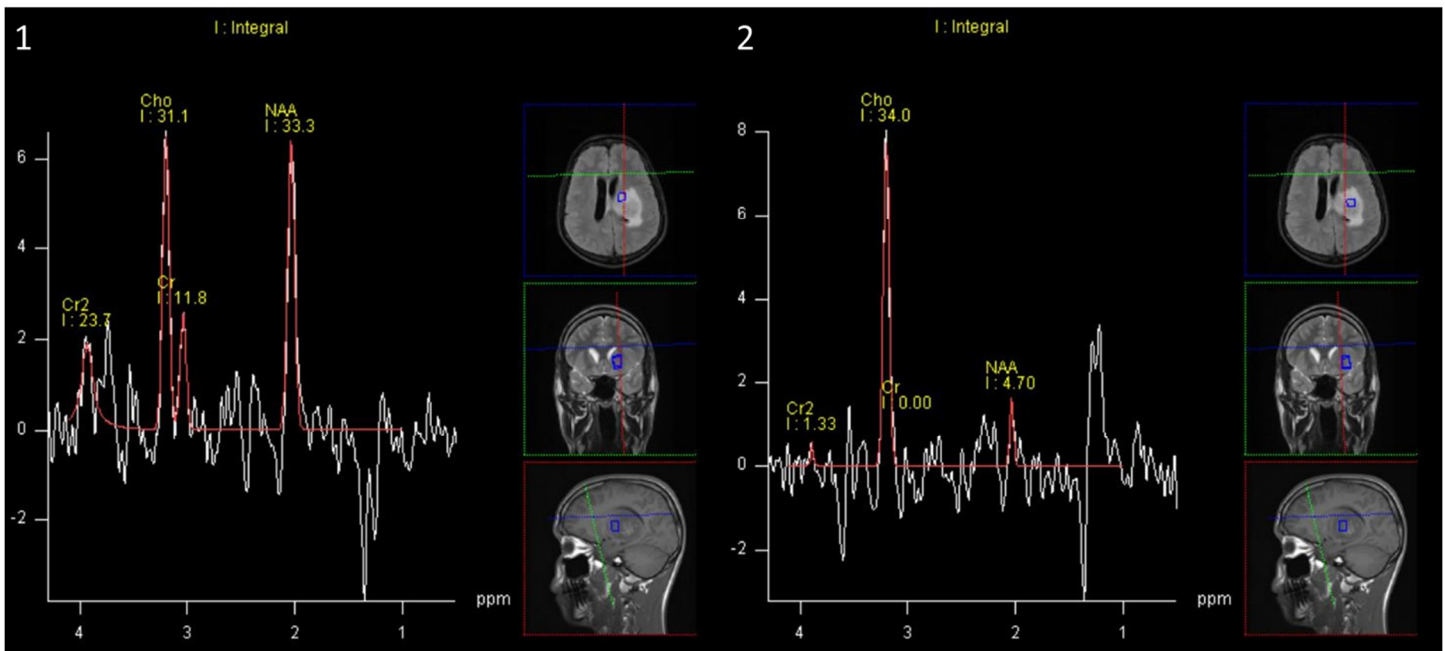 1
I : Integral
Cho
I : 31.1
NAA
I : 33.3
Cr
I : 11.8
Cr2
I : 23.7
6
4
2
0
-2
4
3
2
1
ppm
2
I : Integral
Cho
I : 34.0
Cr
I : 0.00
NAA
I : 4.70
Cr2
I : 1.33
8
6
4
2
0
-2
4
3
2
1
ppm